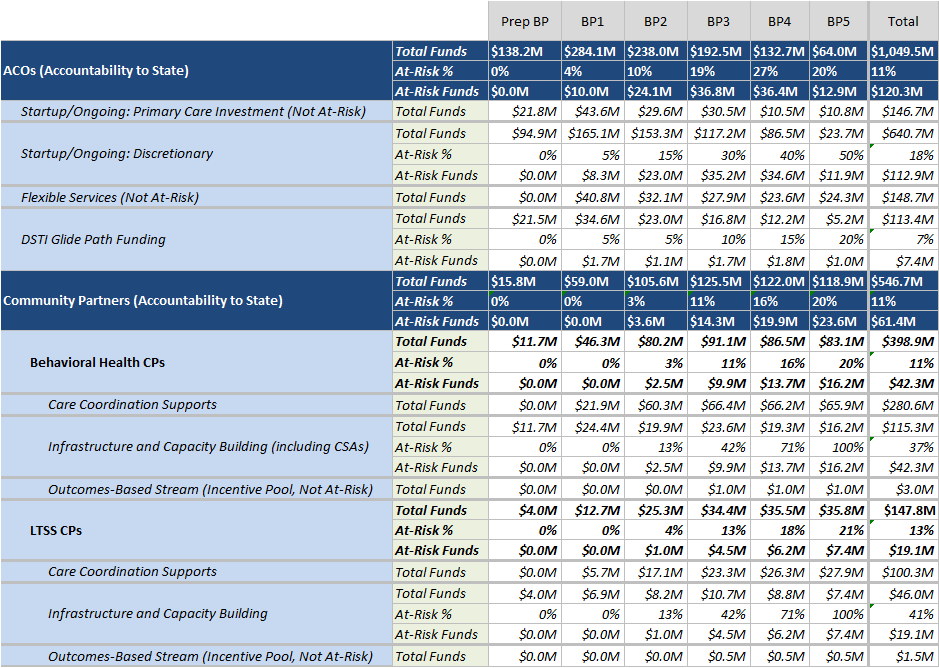 Prep BP BP1 BP2 BP3 BP4 BP5 Total
ACOs (Accountability to State)
Total Funds $138.2M $284.1M $238.0M $192.5M $132.7M $64.0M $1,049.5M
At-Risk % 0% 4% 10% 19% 27% 20% 11%
At-Risk Funds $0.0M $10.0M $24.1M $36.8M $36.4M $12.9M $120.3M
Startup/Ongoing: Primary Care Investment (Not At-Risk) Total Funds $21.8M $43.6M $29.6M $30.5M $10.5M $10.8M $146.7M
Startup/Ongoing: Discretionary
Total Funds $94.9M $165.1M $153.3M $117.2M $86.5M $23.7M $640.7M
At-Risk % 0% 5% 15% 30% 40% 50% 18%
At-Risk Funds $0.0M $8.3M $23.0M $35.2M $34.6M $11.9M $112.9M
Flexible Services (Not At-Risk) Total Funds $0.0M $40.8M $32.1M $27.9M $23.6M $24.3M $148.7M
DSTI Glide Path Funding
Total Funds $21.5M $34.6M $23.0M $16.8M $12.2M $5.2M $113.4M
At-Risk % 0% 5% 5% 10% 15% 20% 7%
At-Risk Funds $0.0M $1.7M $1.1M $1.7M $1.8M $1.0M $7.4M
Community Partners (Accountability to State)
Total Funds $15.8M $59.0M $105.6M $125.5M $122.0M $118.9M $546.7M
At-Risk % 0% 0% 3% 11% 16% 20% 11%
At-Risk Funds $0.0M $0.0M $3.6M $14.3M $19.9M $23.6M $61.4M
Behavioral Health CPs
Total Funds $11.7M $46.3M $80.2M $91.1M $86.5M $83.1M $398.9M
At-Risk % 0% 0% 3% 11% 16% 20% 11%
At-Risk Funds $0.0M $0.0M $2.5M $9.9M $13.7M $16.2M $42.3M
Care Coordination Supports Total Funds $0.0M $21.9M $60.3M $66.4M $66.2M $65.9M $280.6M
Infrastructure and Capacity Building (including CSAs)
Total Funds $11.7M $24.4M $19.9M $23.6M $19.3M $16.2M $115.3M
At-Risk % 0% 0% 13% 42% 71% 100% 37%
At-Risk Funds $0.0M $0.0M $2.5M $9.9M $13.7M $16.2M $42.3M
Outcomes-Based Stream (Incentive Pool, Not At-Risk) Total Funds $0.0M $0.0M $0.0M $1.0M $1.0M $1.0M $3.0M
LTSS CPs
Total Funds $4.0M $12.7M $25.3M $34.4M $35.5M $35.8M $147.8M
At-Risk % 0% 0% 4% 13% 18% 21% 13%
At-Risk Funds $0.0M $0.0M $1.0M $4.5M $6.2M $7.4M $19.1M
Care Coordination Supports Total Funds $0.0M $5.7M $17.1M $23.3M $26.3M $27.9M $100.3M
Infrastructure and Capacity Building
Total Funds $4.0M $6.9M $8.2M $10.7M $8.8M $7.4M $46.0M
At-Risk % 0% 0% 13% 42% 71% 100% 41%
At-Risk Funds $0.0M $0.0M $1.0M $4.5M $6.2M $7.4M $19.1M
Outcomes-Based Stream (Incentive Pool, Not At-Risk) Total Funds $0.0M $0.0M $0.0M $0.5M $0.5M $0.5M $1.5M